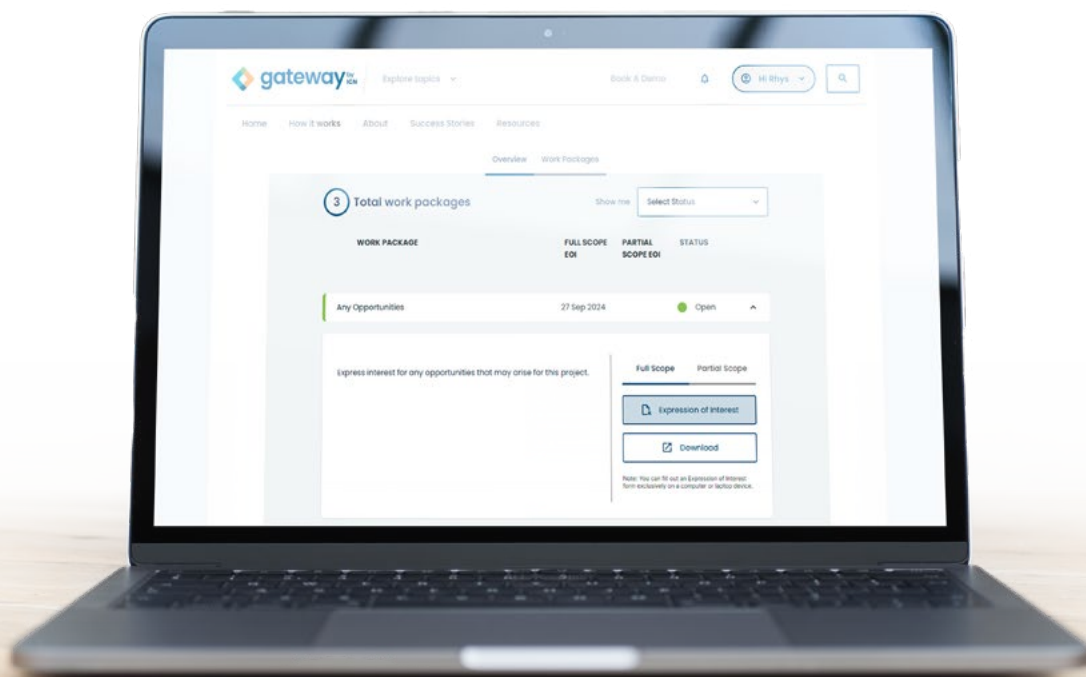 gateway by ICN
Explore topics
Book A Demo
Hi Rhys
Home How it works About Success Stories Resources
Overview Work Packages
3 Total work packages
Show me Select Status
WORK PACKAGE FULL SCOPE EOI PARTIAL SCOPE EOI STATUS
Any Opportunities 27 Sep 2024 Open
Express interest for any opportunities that may arise for this project.
Full Scope Partial Scope
Expression of Interest
Download
Note: You can fill out an Expression of Interest
form exclusively on a computer or laptop device.